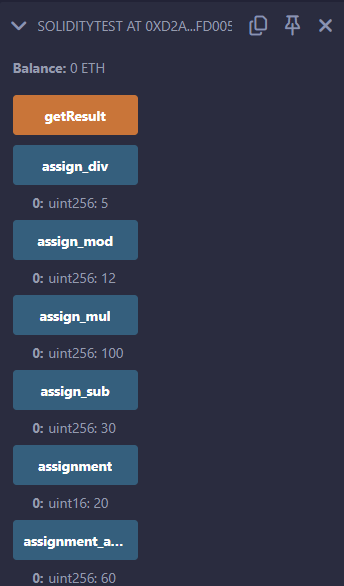 SOLIDITYTEST AT 0XD2A...FD005
Balance: 0 ETH
getResult
assign_div
0: uint256: 5
assign_mod
0: uint256: 12
assign_mul
0: uint256: 100
assign_sub
0: uint256: 30
assignment
0: uint16: 20
assignment_a...
0: uint256: 60